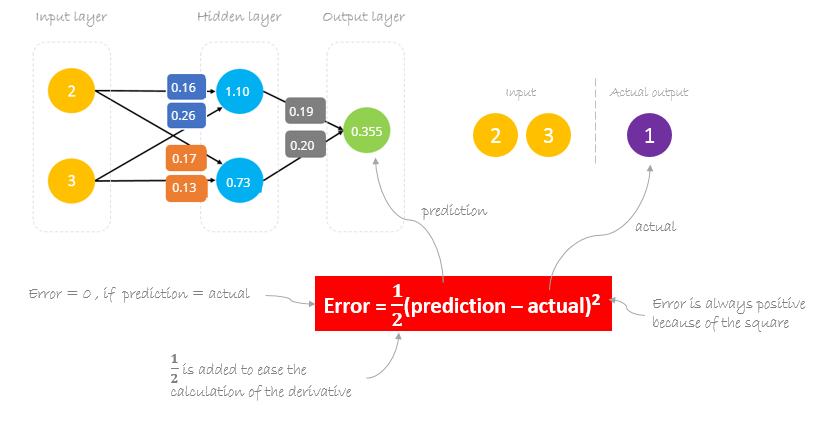 Input layer
Hidden layer
Output layer
2
3
0.16
0.26
0.17
0.13
1.10
0.73
0.19
0.20
0.355
Input
Actual output
2 3
1
prediction
actual
Error = 0 , if prediction = actual
Error = 1/2(prediction – actual)²
Error is always positive
because of the square
1/2 is added to ease the
calculation of the derivative